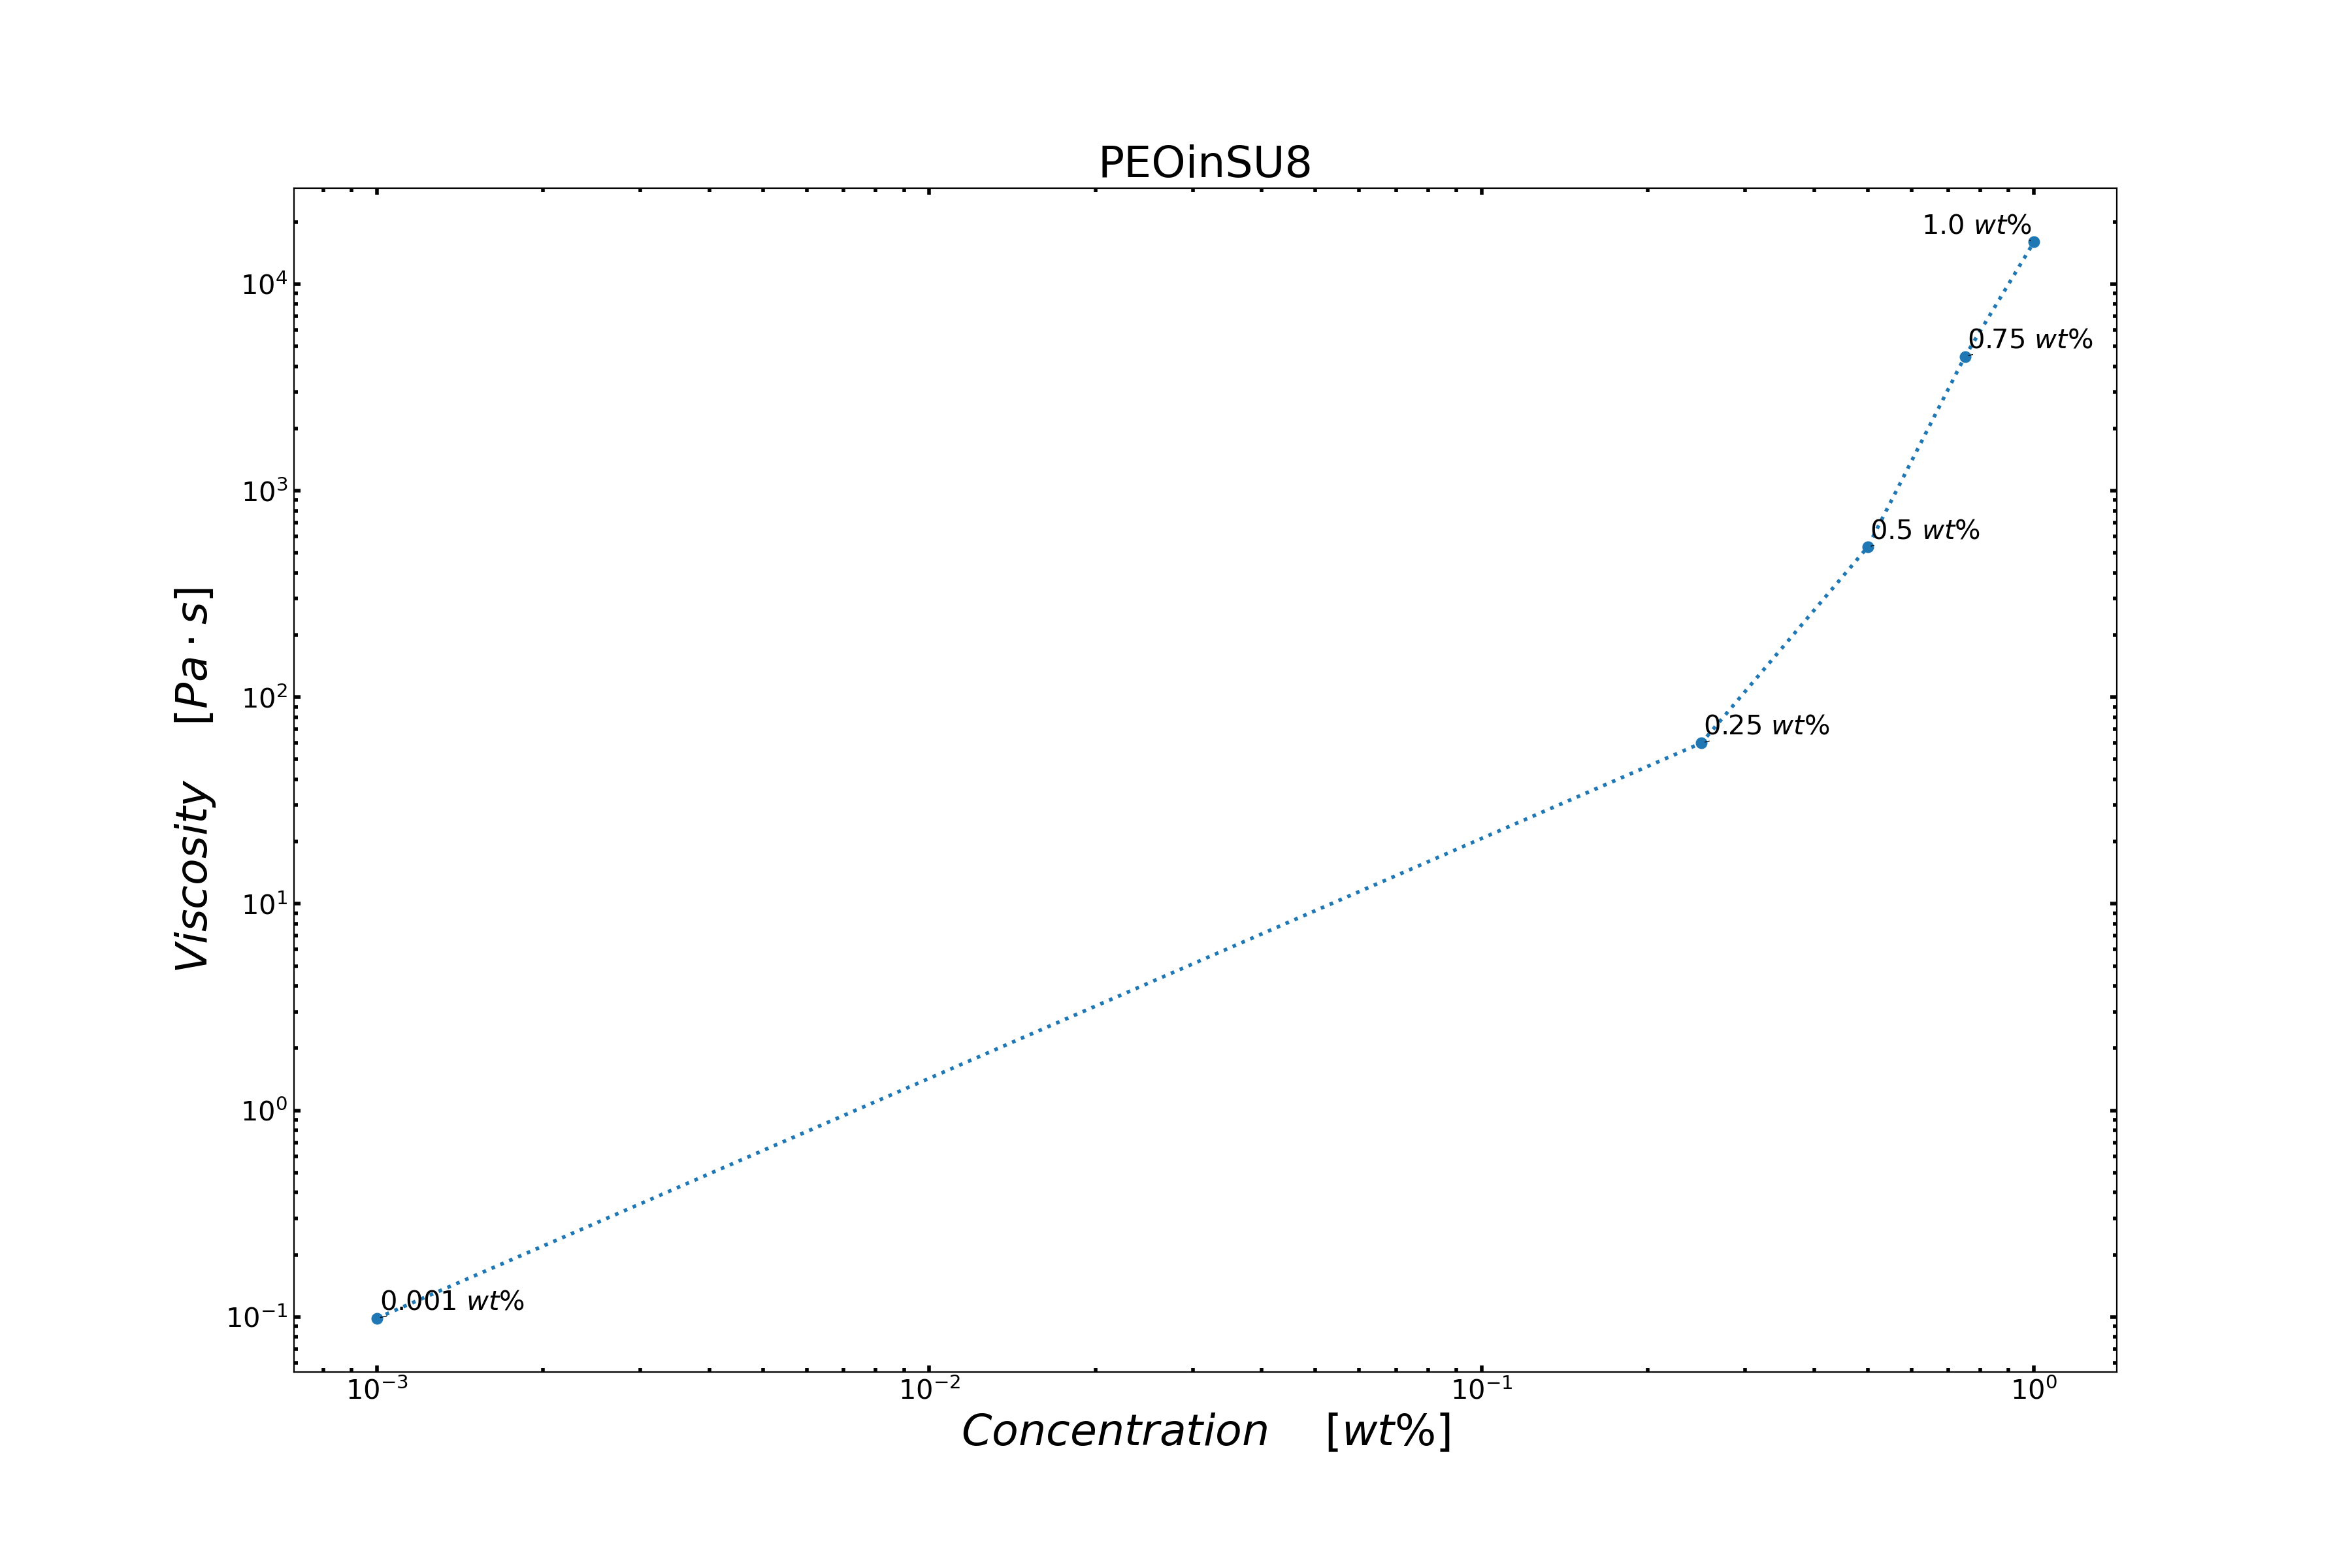 PEOinSU8
1.0 wt%
10⁴
0.75 wt%
10³
0.5 wt%
Viscosity [Pa · s]
10²
0.25 wt%
10¹
10⁰
0.001 wt%
10⁻¹
10⁻³ 10⁻² 10⁻¹ 10⁰
Concentration [wt%]